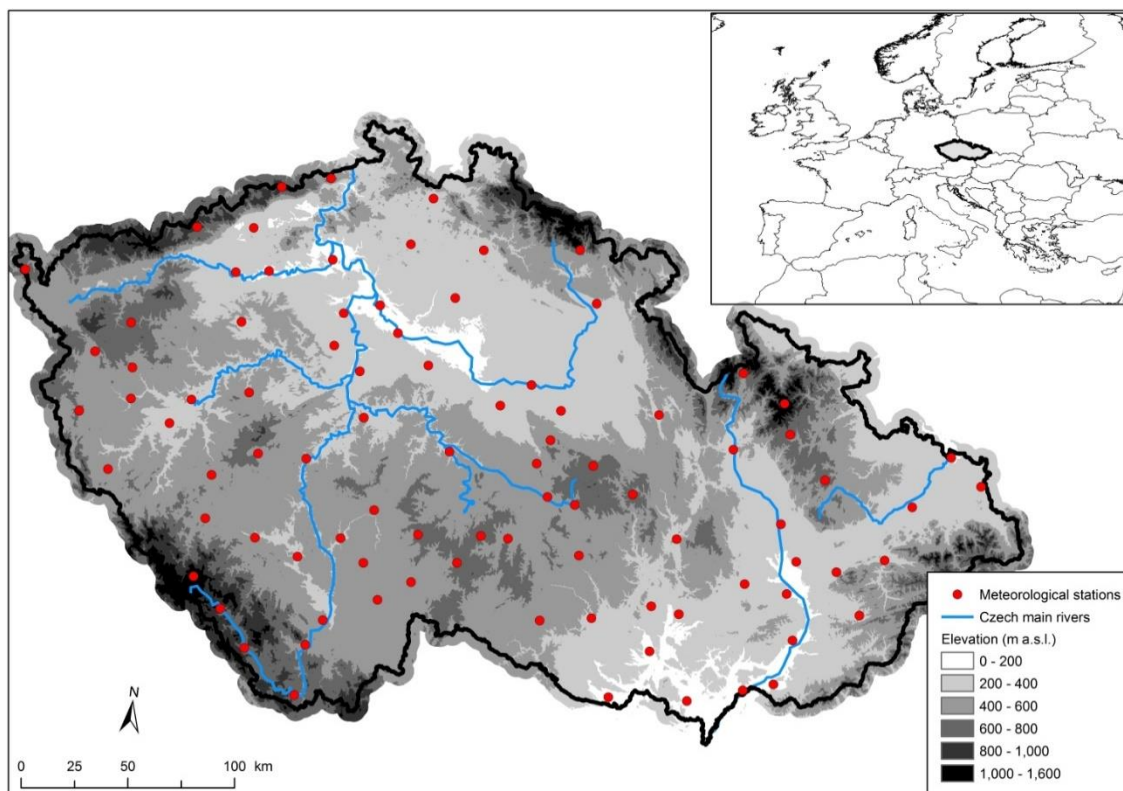 N
0 25 50 100 km
Meteorological stations
Czech main rivers
Elevation (m a.s.l.)
0 - 200
200 - 400
400 - 600
600 - 800
800 - 1,000
1,000 - 1,600